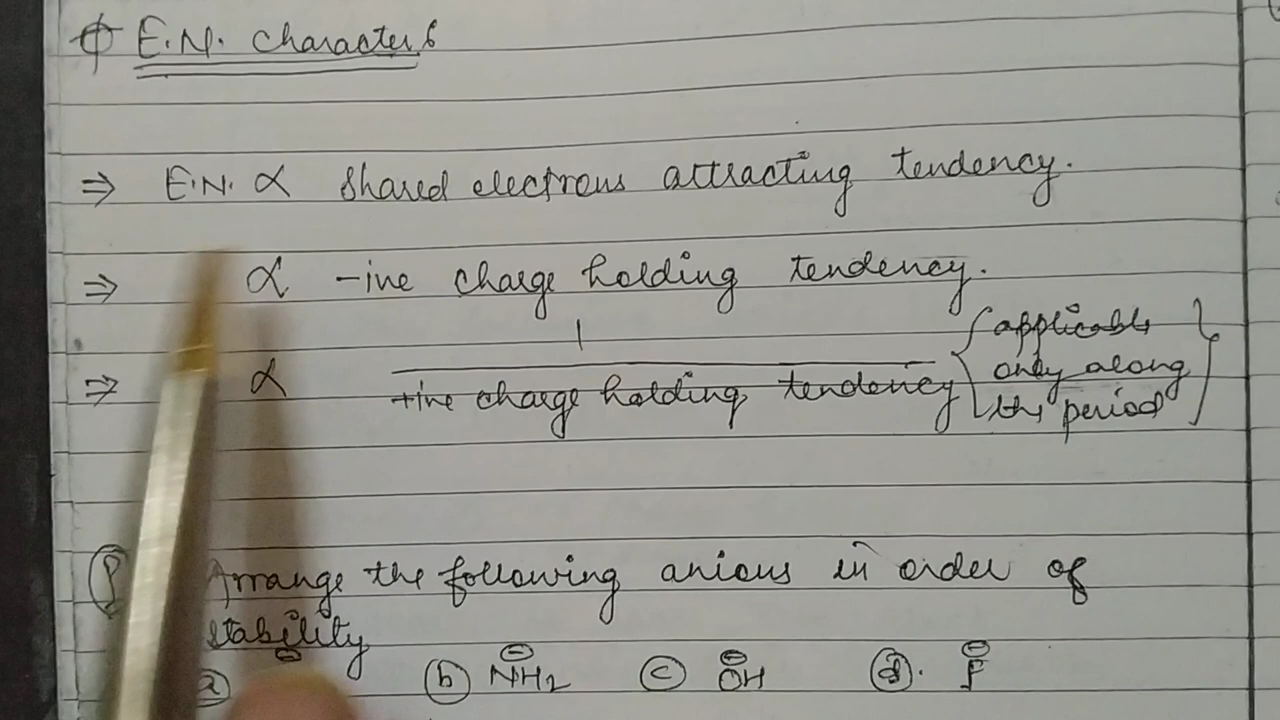 E.N. Character
⇒ E.N. ∝ shared electrons attracting tendency.
⇒ ∝ -ive charge holding tendency.
⇒ ∝ 1 / +ive charge holding tendency {applicable only along the period}
Arrange the following anions in order of
stability
(a) (b) NH2⊖ (c) OH⊖ (d). F⊖